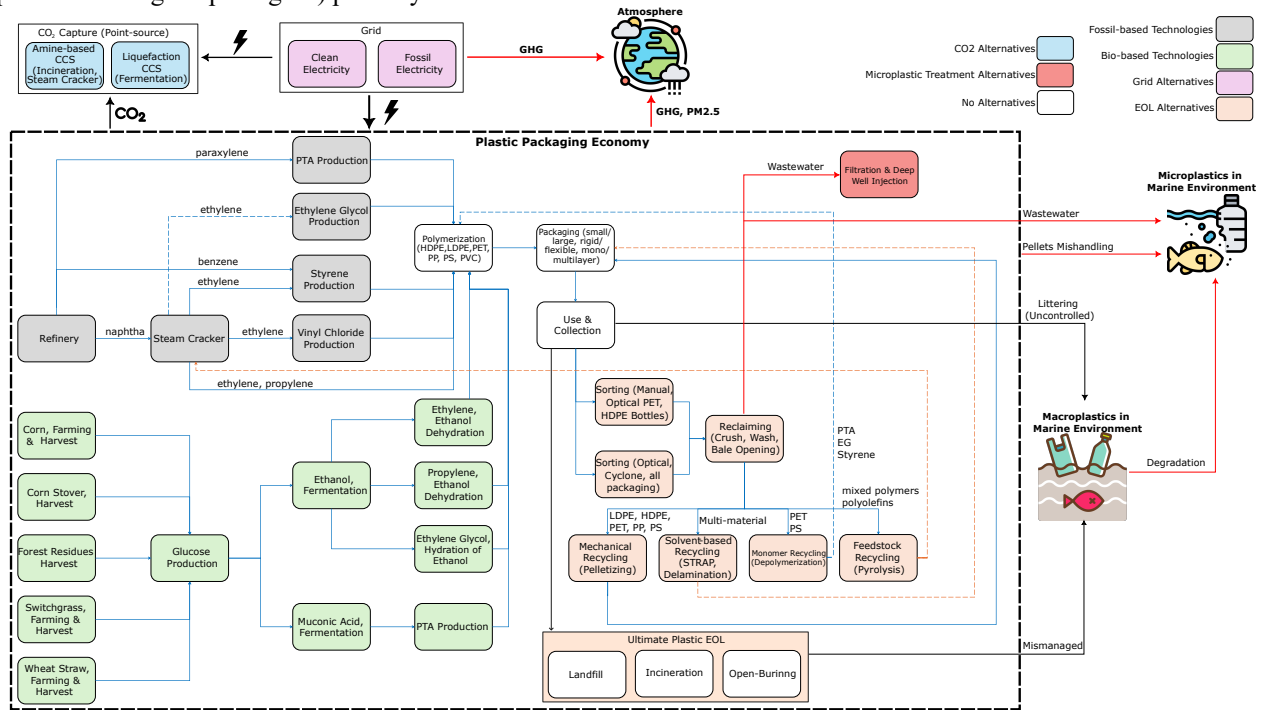 Atmosphere
CO₂ Capture (Point-source)
Amine-based
CCS
(Incineration,
Steam Cracker)
Liquefaction
CCS
(Fermentation)
Grid
Clean
Electricity
Fossil
Electricity
GHG
CO2 Alternatives
Microplastic Treatment Alternatives
No Alternatives
Fossil-based Technologies
Bio-based Technologies
Grid Alternatives
EOL Alternatives
CO₂
GHG, PM2.5
Plastic Packaging Economy
paraxylene
PTA Production
ethylene
Ethylene Glycol
Production
benzene
ethylene
Styrene
Production
Refinery
naphtha
Steam Cracker
ethylene
Vinyl Chloride
Production
ethylene, propylene
Polymerization
(HDPE,LDPE,PET,
PP, PS, PVC)
Packaging (small/
large, rigid/
flexible, mono/
multilayer)
Use &
Collection
Wastewater
Filtration & Deep
Well Injection
Wastewater
Pellets Mishandling
Microplastics in
Marine Environment
Littering
(Uncontrolled)
Macroplastics in
Marine Environment
Degradation
Mismanaged
Sorting (Manual,
Optical PET,
HDPE Bottles)
Sorting (Optical,
Cyclone, all
packaging)
Reclaiming
(Crush, Wash,
Bale Opening)
PTA
EG
Styrene
LDPE, HDPE,
PET, PP, PS
Multi-material
PET
PS
mixed polymers
polyolefins
Mechanical
Recycling
(Pelletizing)
Solvent-based
Recycling
(STRAP,
Delamination)
Monomer Recycling
(Depolymerization)
Feedstock
Recycling
(Pyrolysis)
Ultimate Plastic EOL
Landfill
Incineration
Open-Burinng
Corn, Farming
& Harvest
Corn Stover,
Harvest
Forest Residues
Harvest
Switchgrass,
Farming &
Harvest
Wheat Straw,
Farming &
Harvest
Glucose
Production
Ethanol,
Fermentation
Muconic Acid,
Fermentation
Ethylene,
Ethanol
Dehydration
Propylene,
Ethanol
Dehydration
Ethylene Glycol,
Hydration of
Ethanol
PTA Production